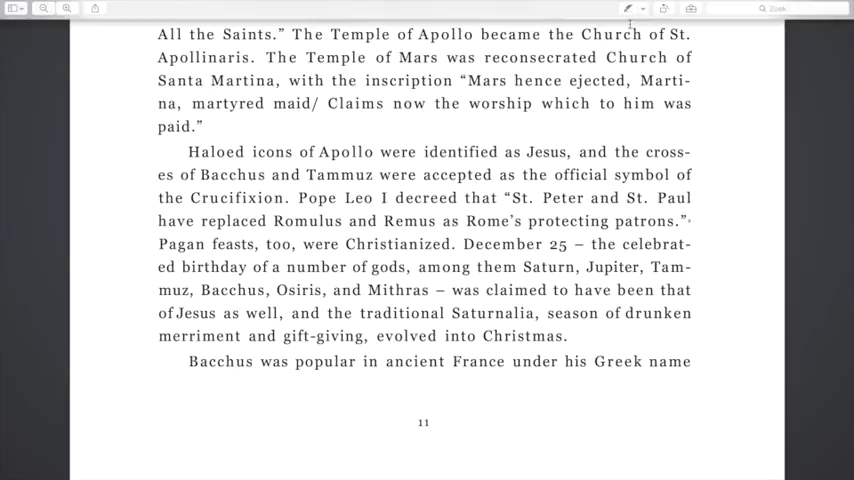 Zoek
All the Saints.” The Temple of Apollo became the Church of St.
Apollinaris. The Temple of Mars was reconsecrated Church of
Santa Martina, with the inscription “Mars hence ejected, Marti-
na, martyred maid/ Claims now the worship which to him was
paid.”
Haloed icons of Apollo were identified as Jesus, and the cross-
es of Bacchus and Tammuz were accepted as the official symbol of
the Crucifixion. Pope Leo I decreed that “St. Peter and St. Paul
have replaced Romulus and Remus as Rome’s protecting patrons.”
Pagan feasts, too, were Christianized. December 25 – the celebrat-
ed birthday of a number of gods, among them Saturn, Jupiter, Tam-
muz, Bacchus, Osiris, and Mithras – was claimed to have been that
of Jesus as well, and the traditional Saturnalia, season of drunken
merriment and gift-giving, evolved into Christmas.
Bacchus was popular in ancient France under his Greek name
11